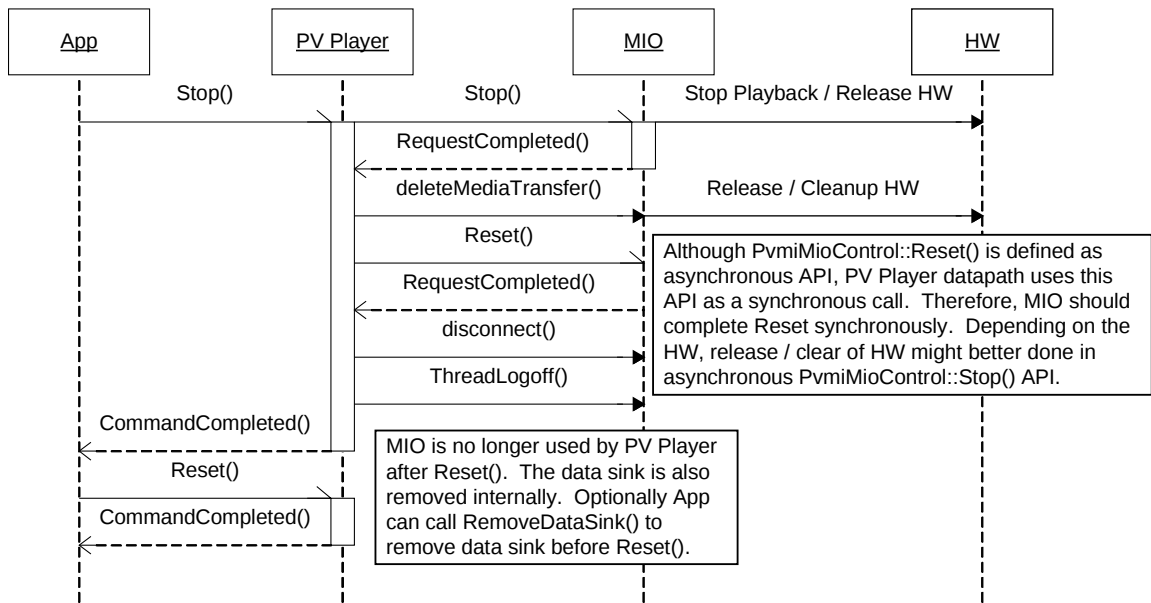 App
PV Player
MIO
HW
Stop()
Stop()
Stop Playback / Release HW
RequestCompleted()
deleteMediaTransfer()
Release / Cleanup HW
Reset()
Although PvmiMioControl::Reset() is defined as
asynchronous API, PV Player datapath uses this
API as a synchronous call.  Therefore, MIO should
complete Reset synchronously.  Depending on the
HW, release / clear of HW might better done in
asynchronous PvmiMioControl::Stop() API.
RequestCompleted()
disconnect()
ThreadLogoff()
CommandCompleted()
MIO is no longer used by PV Player
after Reset().  The data sink is also
removed internally.  Optionally App
can call RemoveDataSink() to
remove data sink before Reset().
Reset()
CommandCompleted()